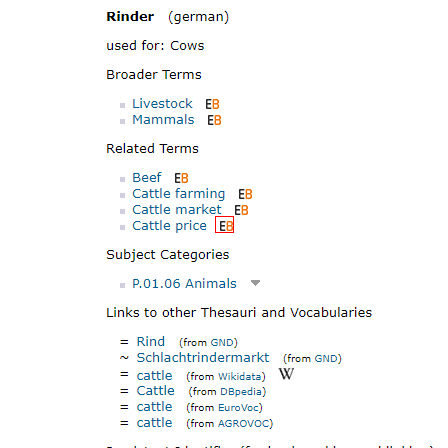 Rinder (german)
used for: Cows
Broader Terms
Livestock EB
Mammals EB
Related Terms
Beef EB
Cattle farming EB
Cattle market EB
Cattle price EB
Subject Categories
P.01.06 Animals
Links to other Thesauri and Vocabularies
= Rind (from GND)
~ Schlachtrindermarkt (from GND)
= cattle (from Wikidata) W
= Cattle (from DBpedia)
= cattle (from EuroVoc)
= cattle (from AGROVOC)